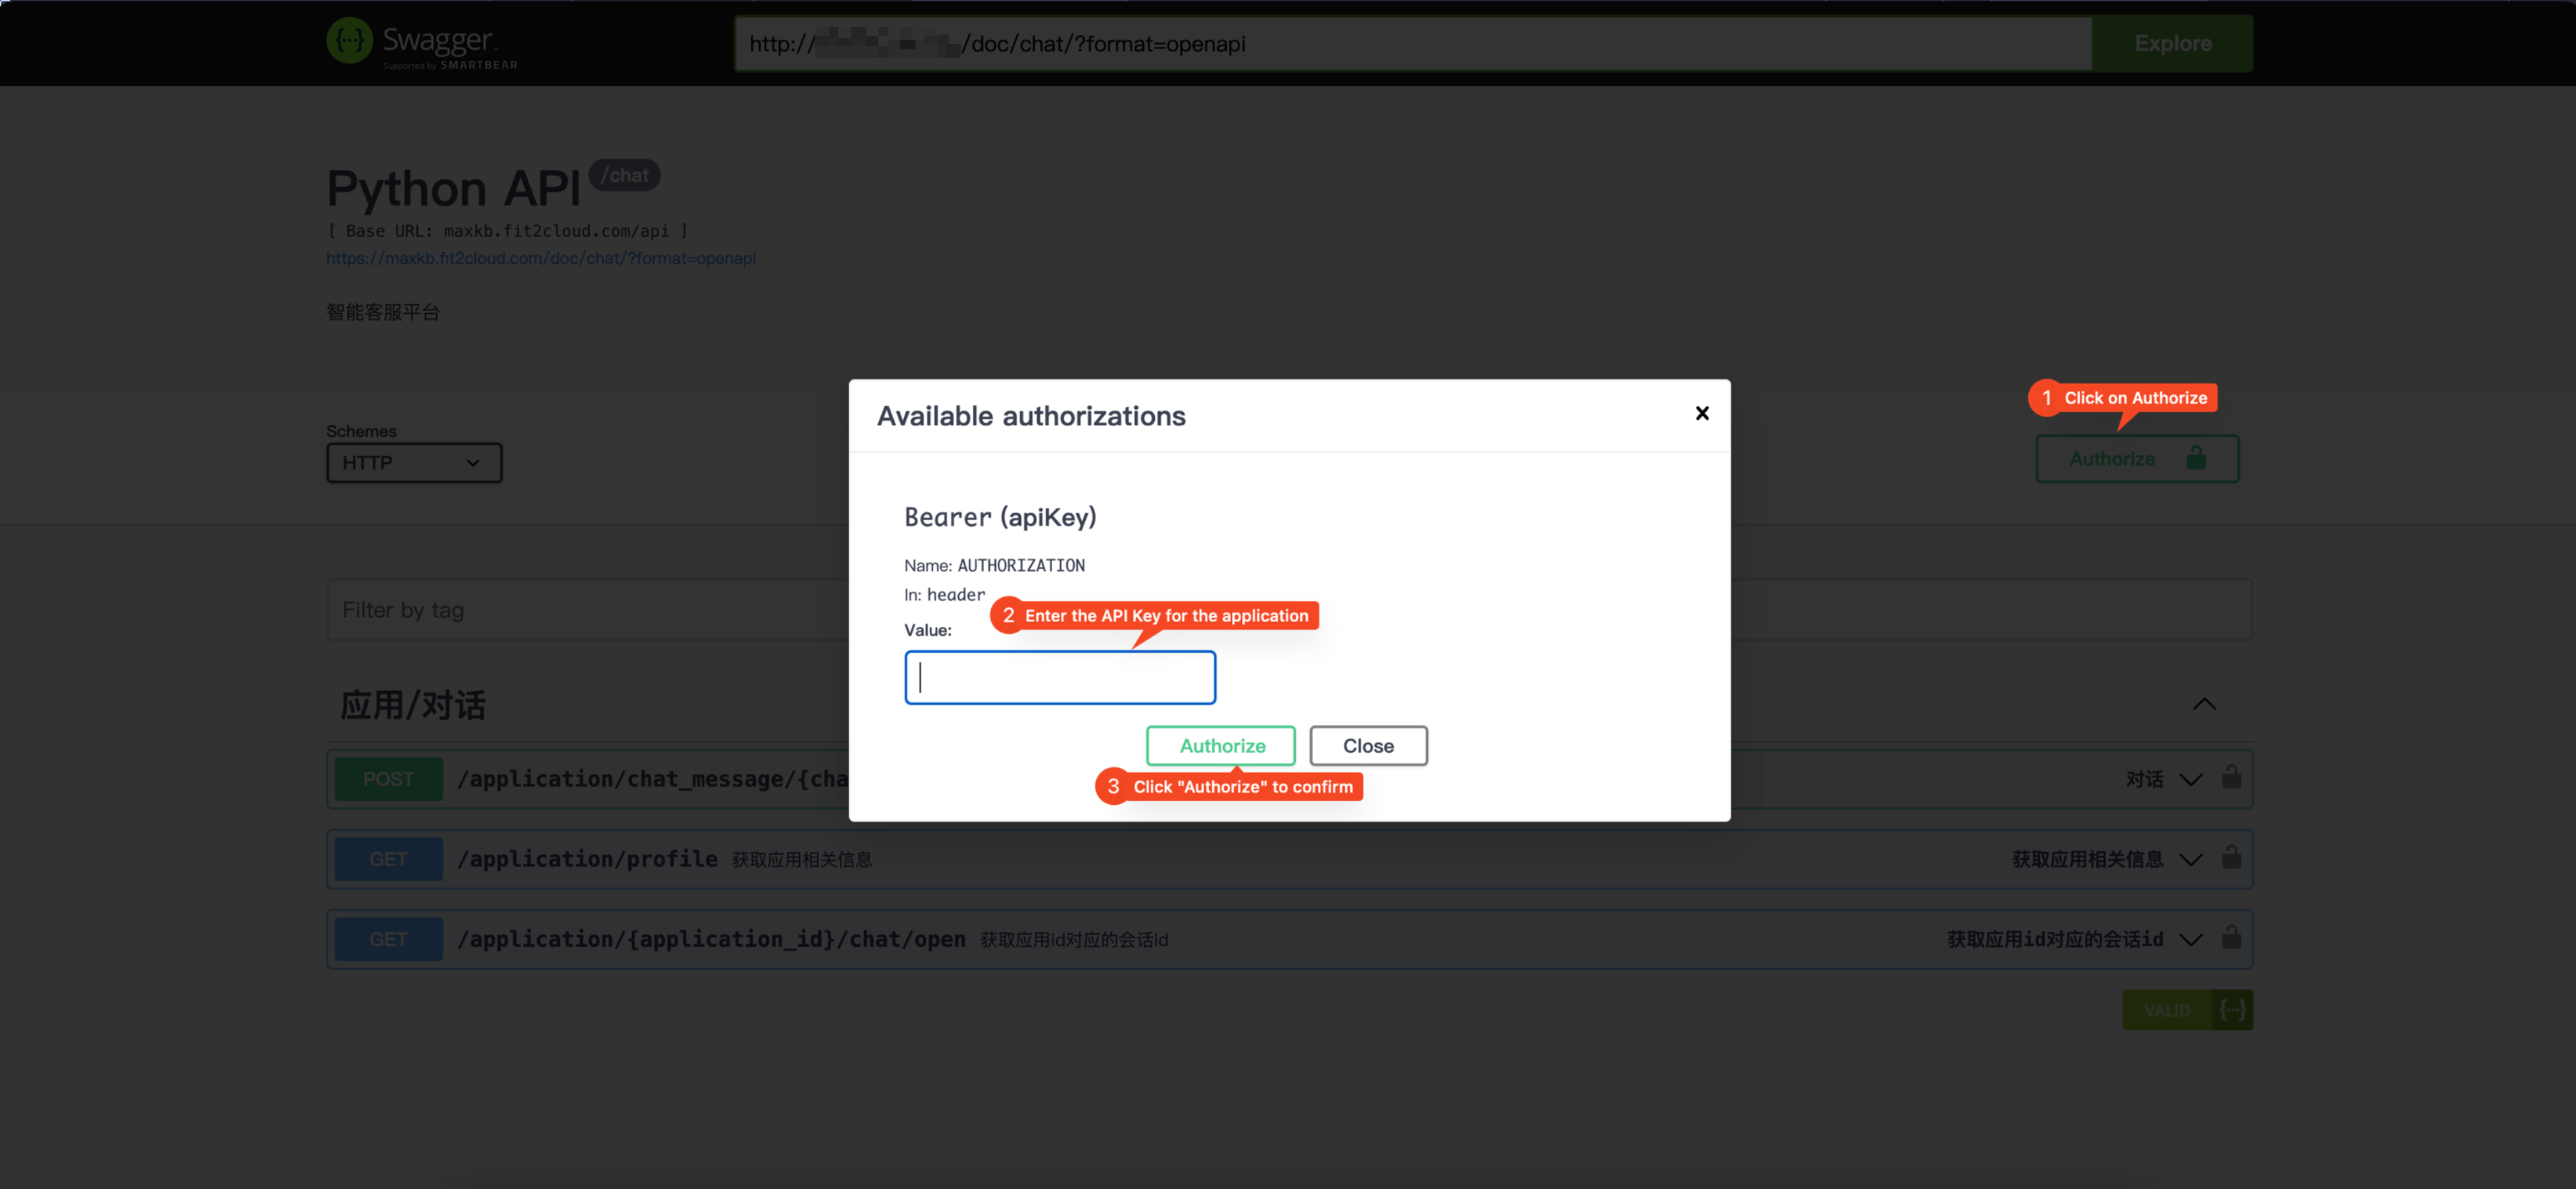 Swagger
Supported by SMARTBEAR
http://
/doc/chat/?format=openapi
Explore
Python API /chat
[ Base URL: maxkb.fit2cloud.com/api ]
https://maxkb.fit2cloud.com/doc/chat/?format=openapi
智能客服平台
Available authorizations
1 Click on Authorize
Schemes
HTTP
Authorize
Bearer (apiKey)
Name: AUTHORIZATION
In: header
2 Enter the API Key for the application
Value:
Filter by tag
应用/对话
Authorize
Close
3 Click "Authorize" to confirm
POST /application/chat_message/{cha 对话
GET /application/profile 获取应用相关信息 获取应用相关信息
GET /application/{application_id}/chat/open 获取应用id对应的会话id 获取应用id对应的会话id
VALID {...}